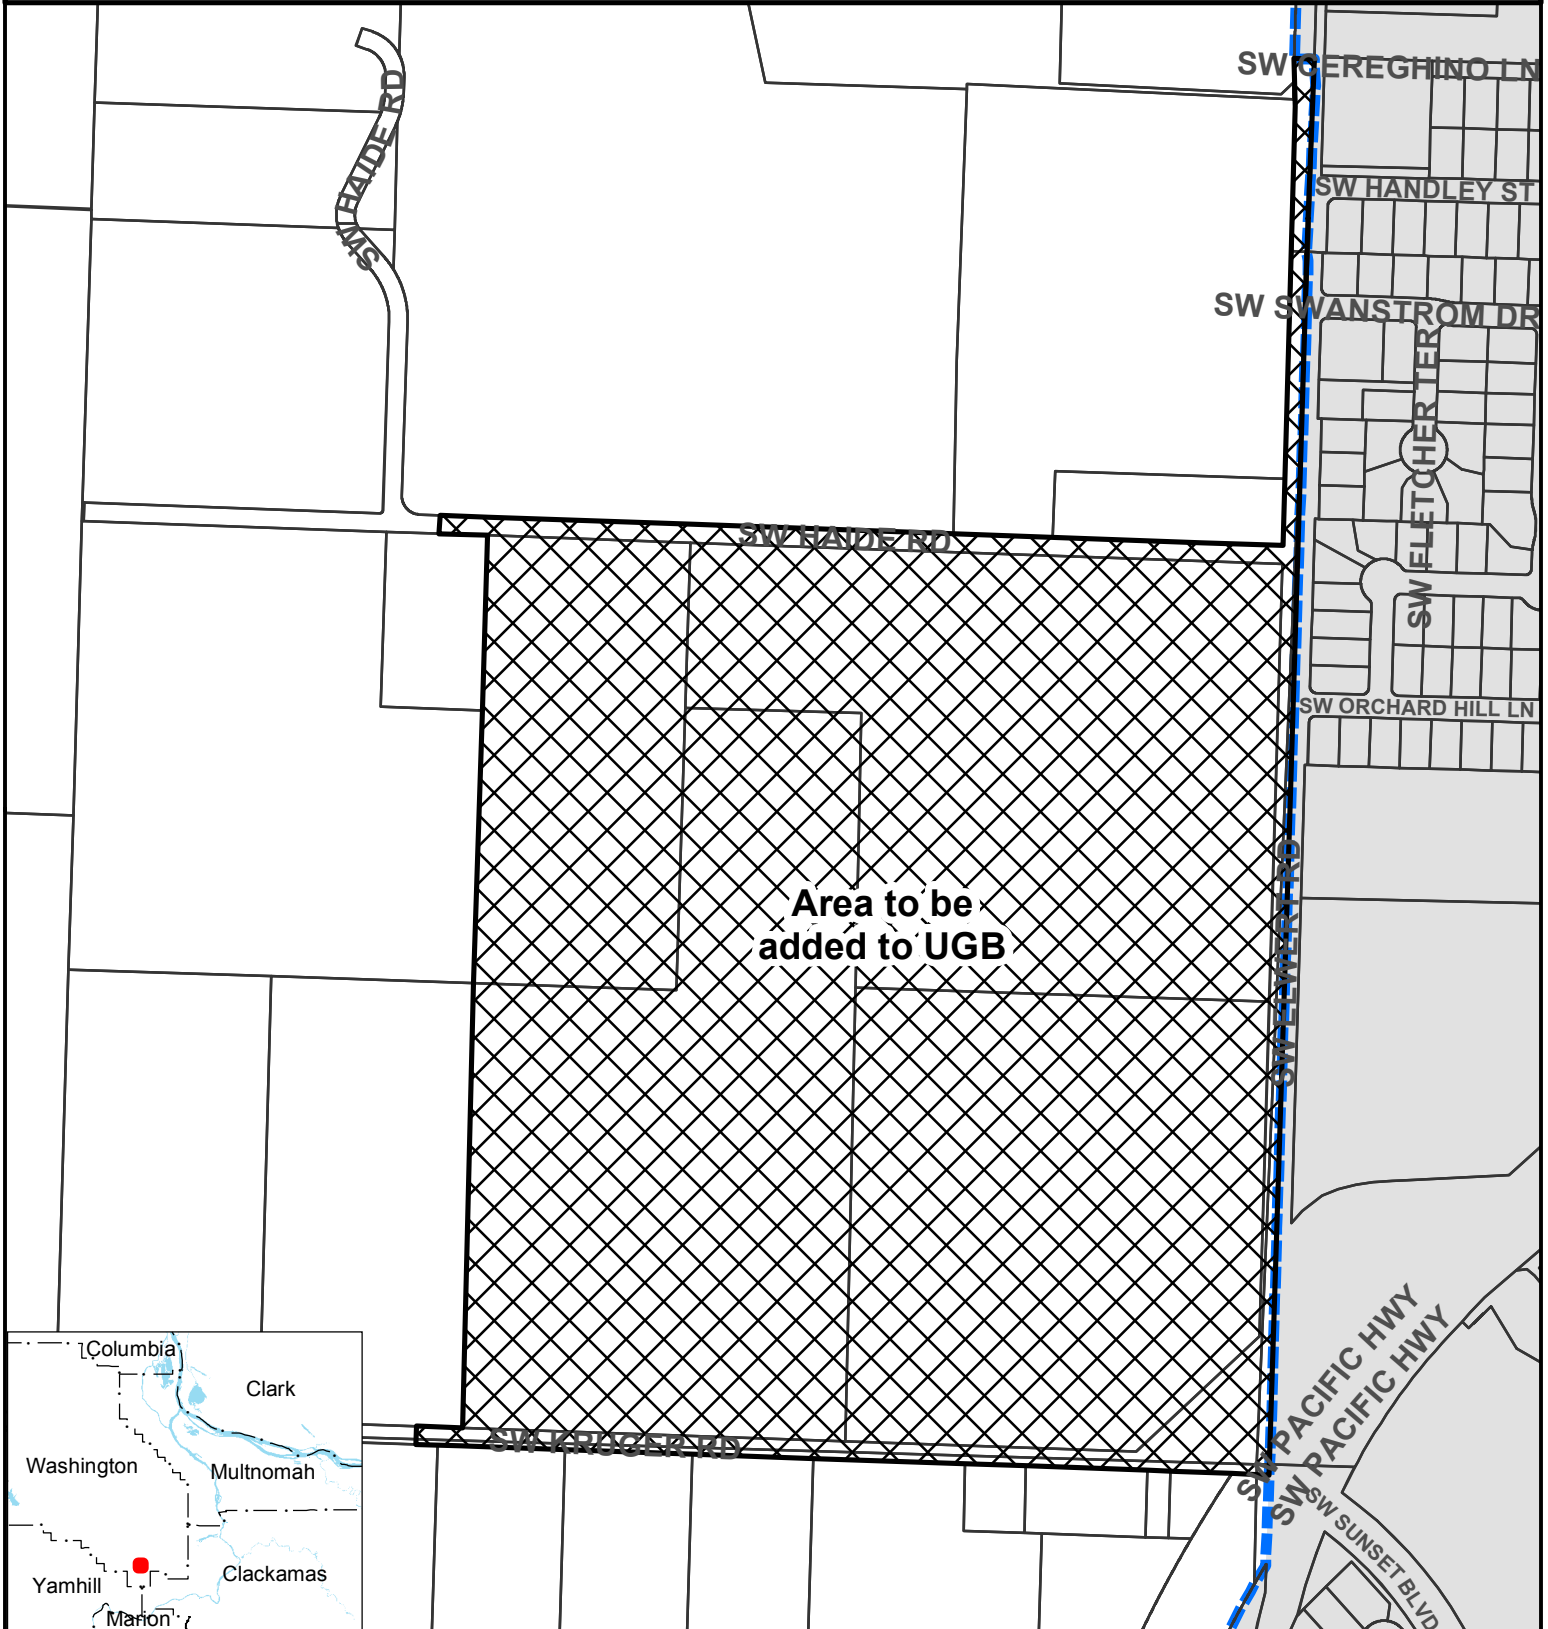 SW GEREGHINO LN
SW HAIDE RD
SW HANDLEY ST
SW SWANSTROM DR
SW FLETCHER TER
SW HAIDE RD
SW ORCHARD HILL LN
Area to be
added to UGB
SW ELWERT RD
SW PACIFIC HWY
SW PACIFIC HWY
SW KRUGER RD
SW SUNSET BLVD
Columbia
Clark
Washington
Multnomah
Yamhill
Clackamas
Marion